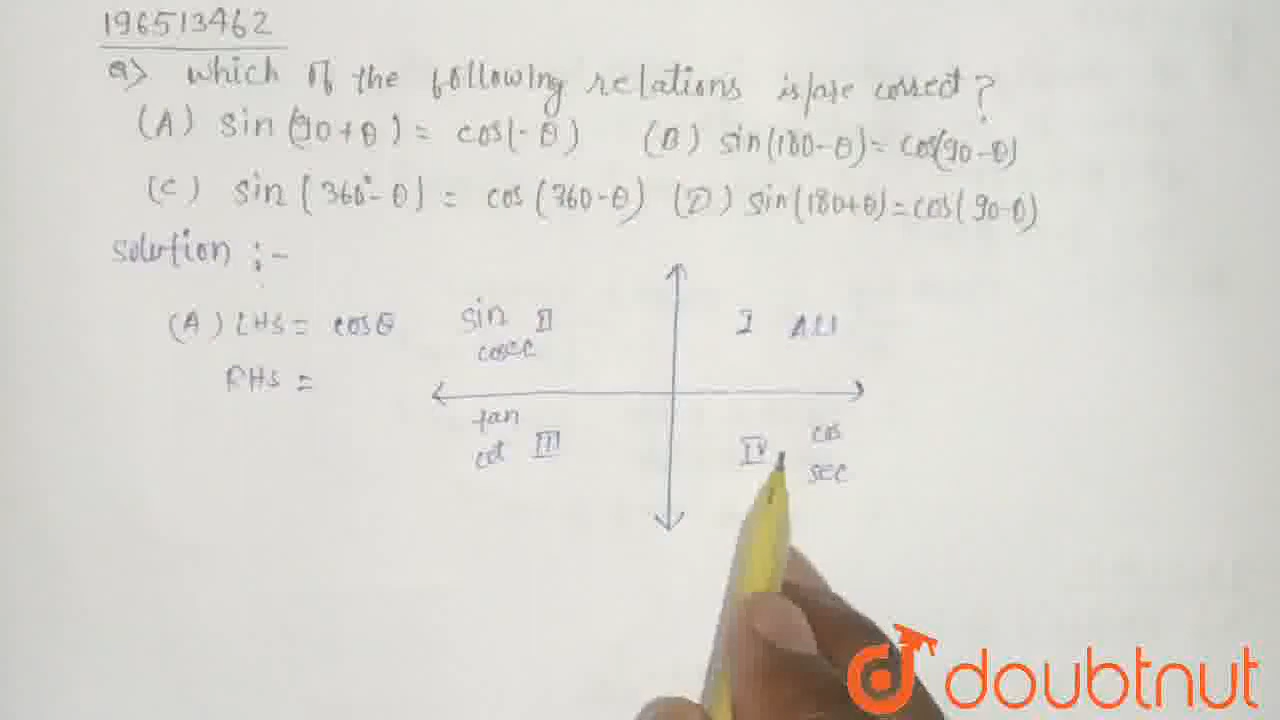 196513462
Q) which of the following relations is/are correct?
(A) sin(90+θ) = cos(-θ) (B) sin(180-θ)=cos(90-θ)
(C) sin(360°-θ) = cos(360-θ) (D) sin(180+θ)=cos(90-θ)
solution :-
(A) LHS = cosθ
RHS =
sin II
cosec
I All
tan
cot III
IV cos
sec
doubtnut